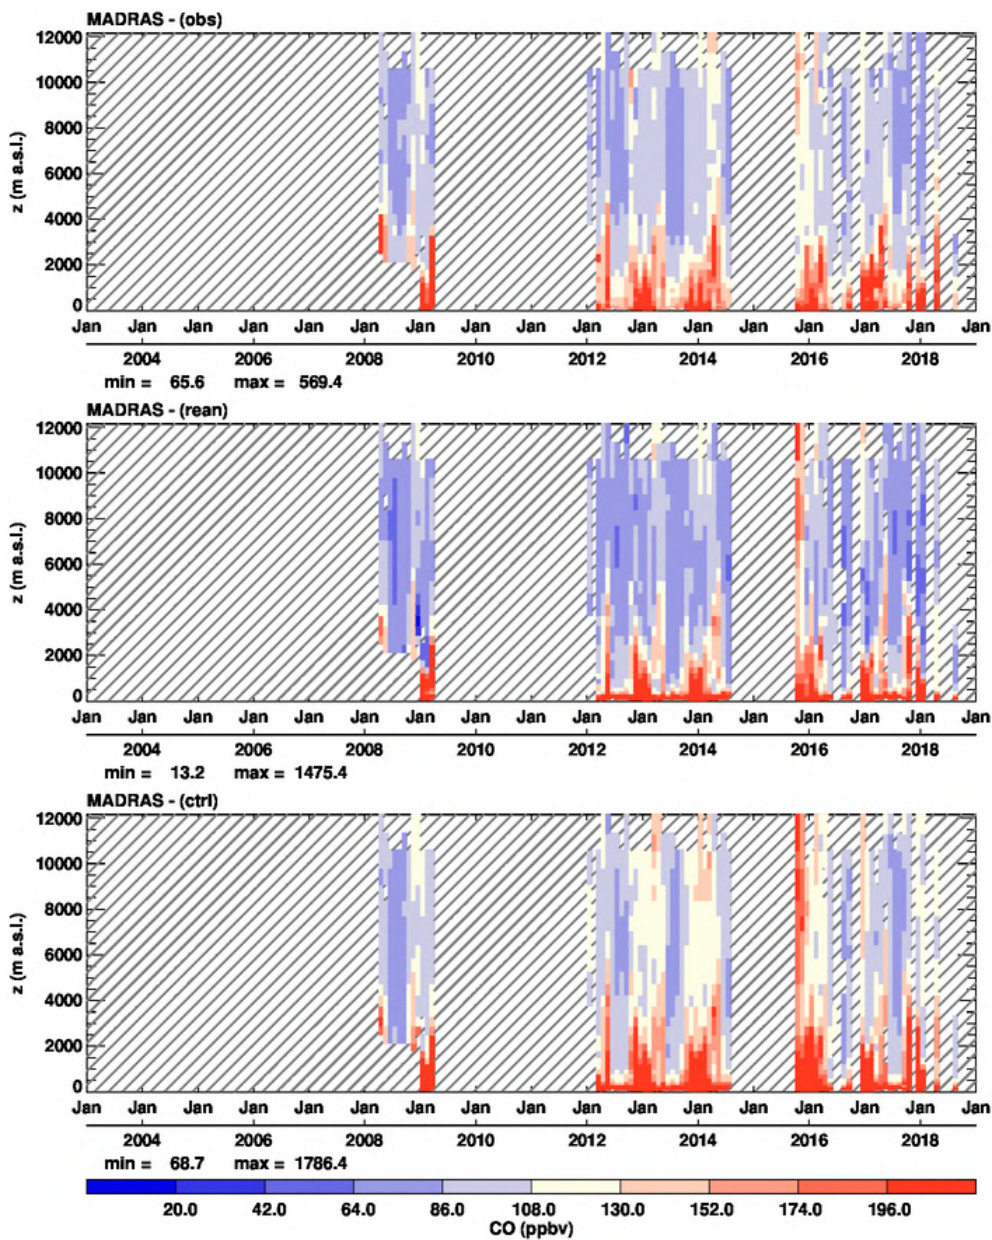 MADRAS - (obs)
12000
10000
8000
6000
4000
2000
0
z (m a.s.l.)
Jan Jan Jan Jan Jan Jan Jan Jan Jan Jan Jan Jan Jan Jan Jan Jan Jan
2004 2006 2008 2010 2012 2014 2016 2018
min = 65.6 max = 569.4
MADRAS - (rean)
12000
10000
8000
6000
4000
2000
0
z (m a.s.l.)
Jan Jan Jan Jan Jan Jan Jan Jan Jan Jan Jan Jan Jan Jan Jan Jan Jan
2004 2006 2008 2010 2012 2014 2016 2018
min = 13.2 max = 1475.4
MADRAS - (ctrl)
12000
10000
8000
6000
4000
2000
0
z (m a.s.l.)
Jan Jan Jan Jan Jan Jan Jan Jan Jan Jan Jan Jan Jan Jan Jan Jan Jan
2004 2006 2008 2010 2012 2014 2016 2018
min = 68.7 max = 1786.4
20.0 42.0 64.0 86.0 108.0 130.0 152.0 174.0 196.0
CO (ppbv)